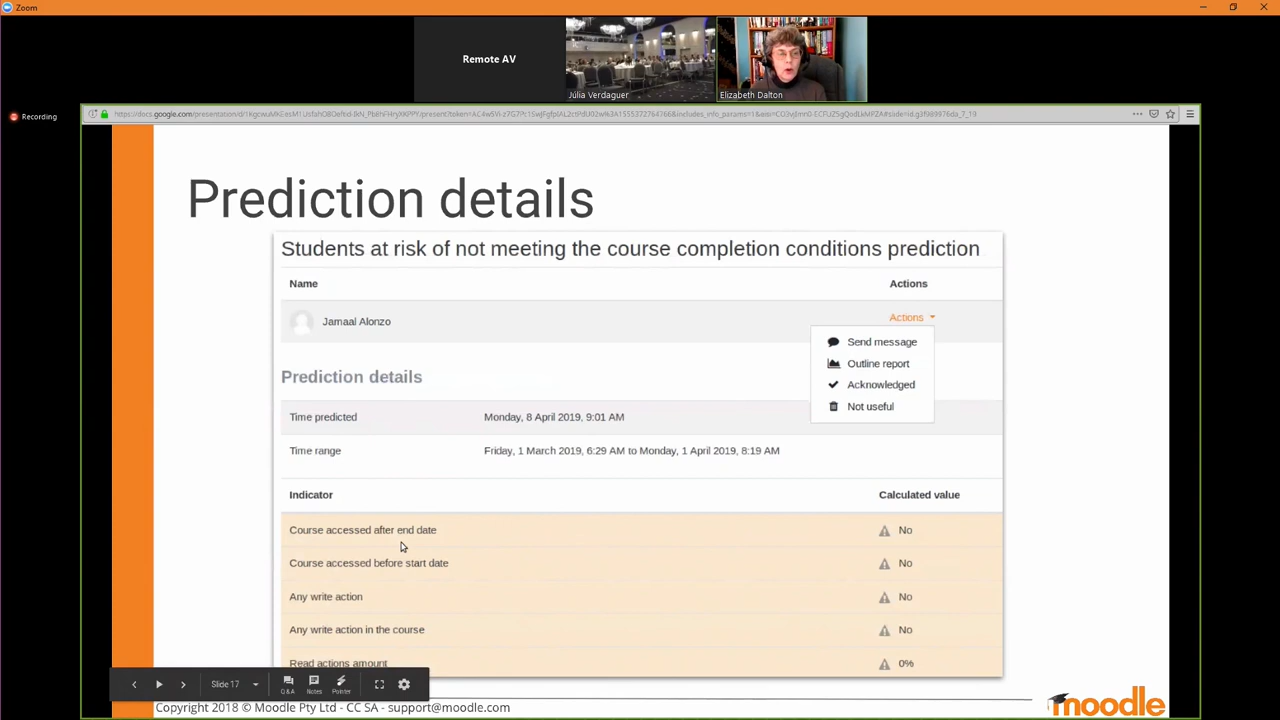 Zoom
Remote AV
Júlia Verdaguer
Elizabeth Dalton
Recording
Prediction details
Students at risk of not meeting the course completion conditions prediction
Name Actions
Jamaal Alonzo Actions
Send message
Outline report
Acknowledged
Not useful
Prediction details
Time predicted Monday, 8 April 2019, 9:01 AM
Time range Friday, 1 March 2019, 6:29 AM to Monday, 1 April 2019, 8:19 AM
Indicator Calculated value
Course accessed after end date No
Course accessed before start date No
Any write action No
Any write action in the course No
Read actions amount 0%
Slide 17
Q&A Notes Pointer
Copyright 2018 © Moodle Pty Ltd - CC SA - support@moodle.com
moodle